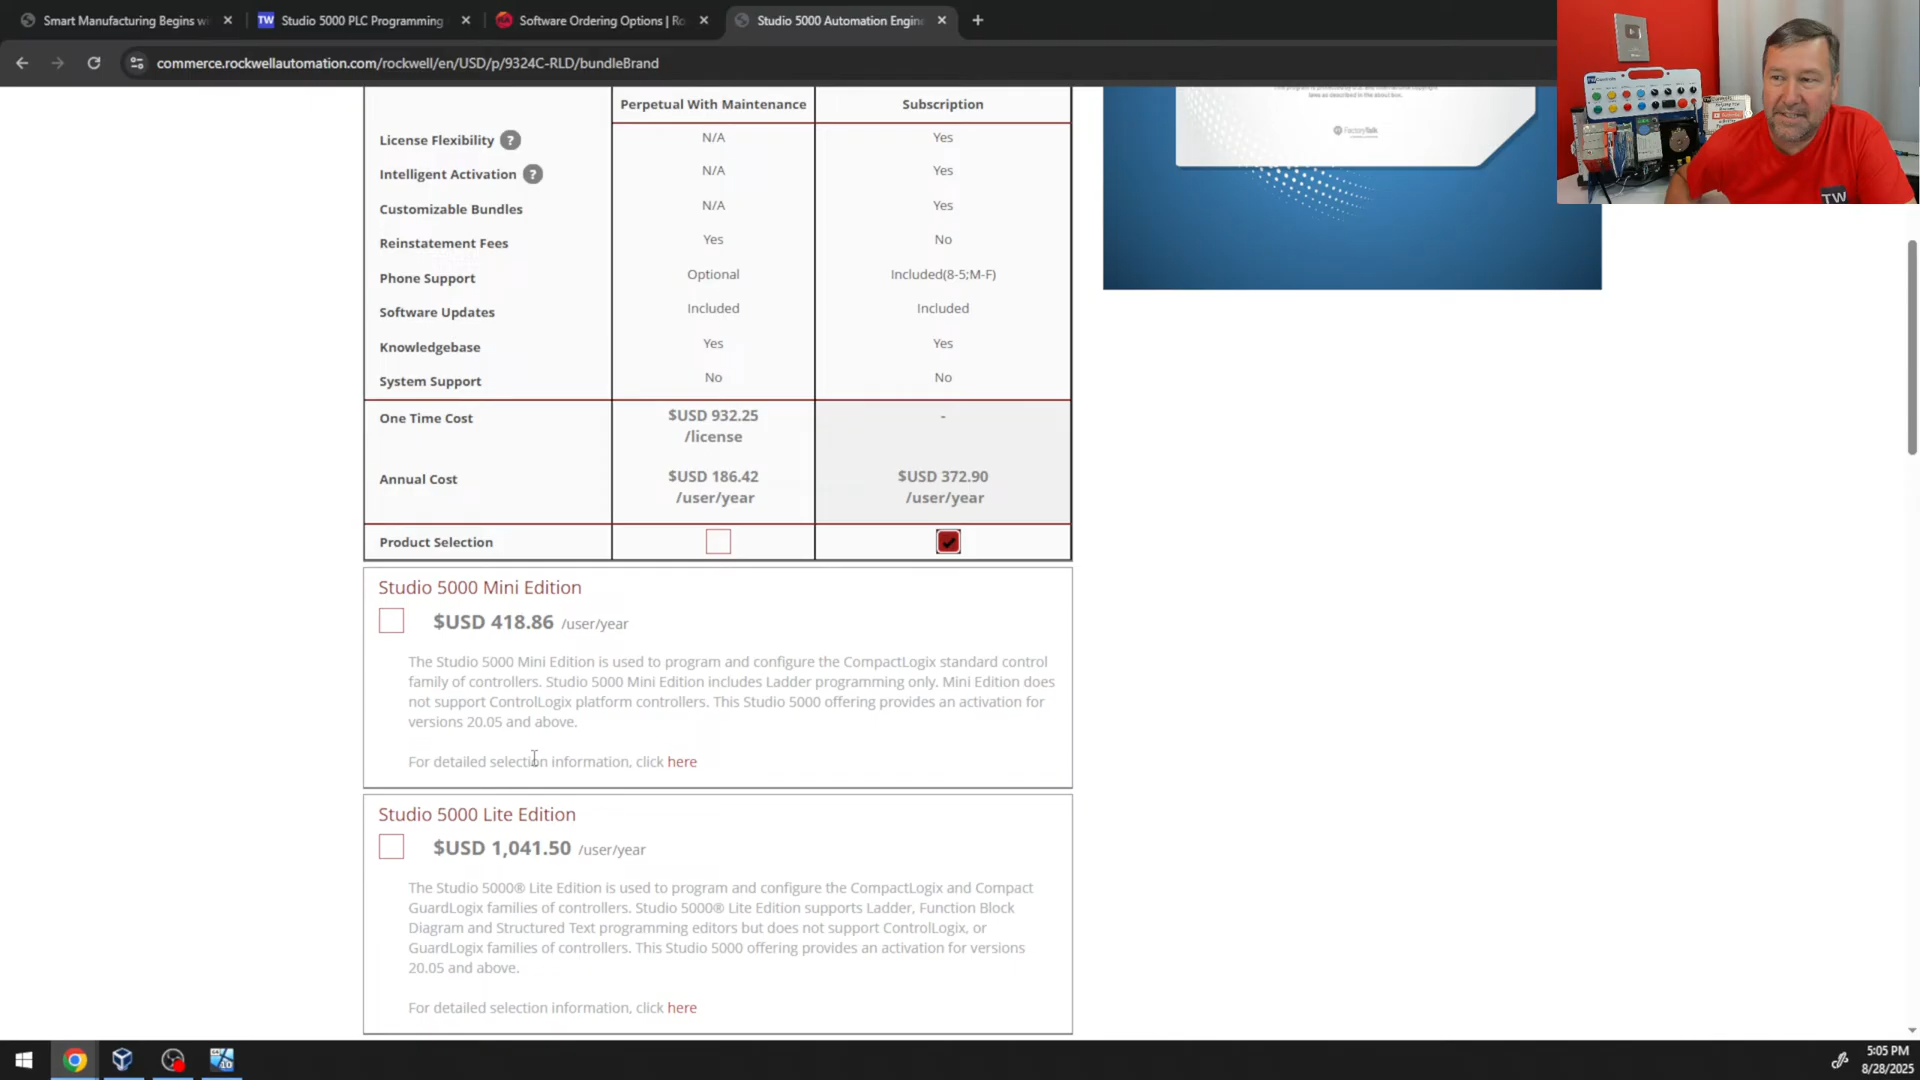 Smart Manufacturing Begins wi
TW Studio 5000 PLC Programming
Software Ordering Options | Ro
Studio 5000 Automation Engine
commerce.rockwellautomation.com/rockwell/en/USD/p/9324C-RLD/bundleBrand
Perpetual With Maintenance Subscription
License Flexibility ? N/A Yes
Intelligent Activation ? N/A Yes
Customizable Bundles N/A Yes
Reinstatement Fees Yes No
Phone Support Optional Included(8-5;M-F)
Software Updates Included Included
Knowledgebase Yes Yes
System Support No No
One Time Cost $USD 932.25 -
/license
Annual Cost $USD 186.42 $USD 372.90
/user/year /user/year
Product Selection
Studio 5000 Mini Edition
$USD 418.86 /user/year
The Studio 5000 Mini Edition is used to program and configure the CompactLogix standard control
family of controllers. Studio 5000 Mini Edition includes Ladder programming only. Mini Edition does
not support ControlLogix platform controllers. This Studio 5000 offering provides an activation for
versions 20.05 and above.
For detailed selection information, click here
Studio 5000 Lite Edition
$USD 1,041.50 /user/year
The Studio 5000® Lite Edition is used to program and configure the CompactLogix and Compact
GuardLogix families of controllers. Studio 5000® Lite Edition supports Ladder, Function Block
Diagram and Structured Text programming editors but does not support ControlLogix, or
GuardLogix families of controllers. This Studio 5000 offering provides an activation for versions
20.05 and above.
For detailed selection information, click here
FactoryTalk
TW
40
5:05 PM
8/28/2025